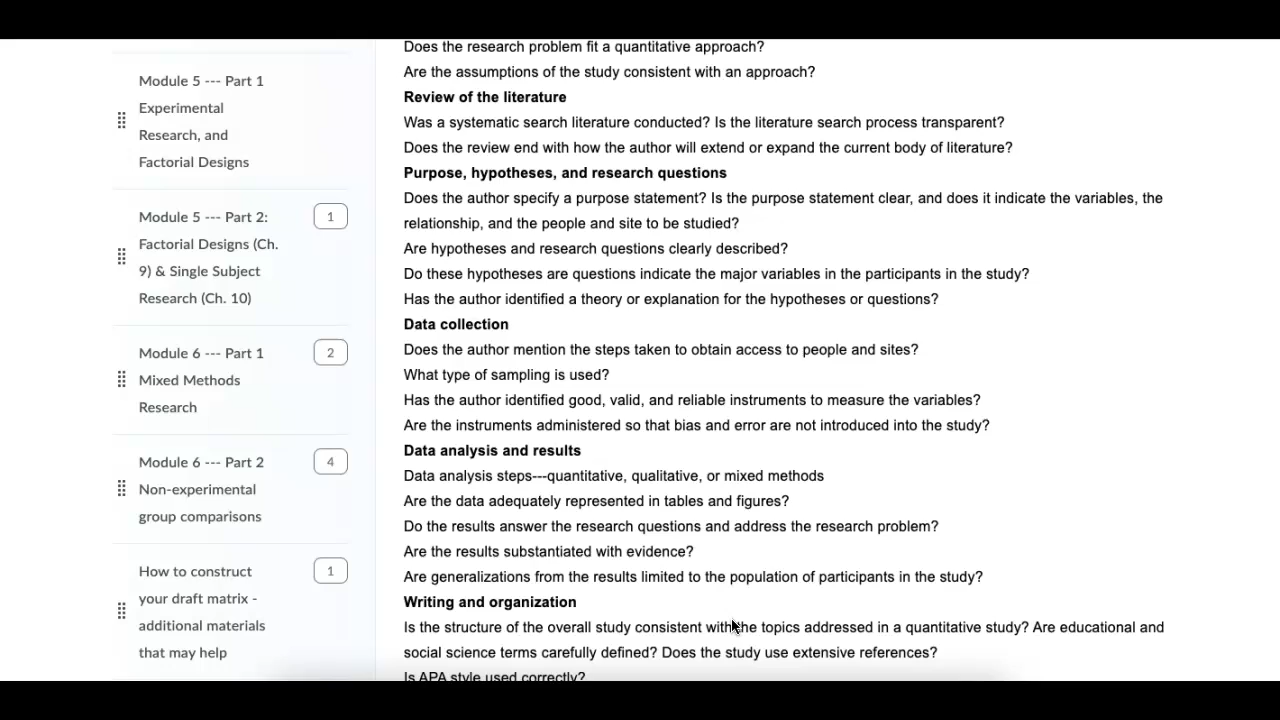 Module 5 --- Part 1
Experimental
Research, and
Factorial Designs
Module 5 --- Part 2:
Factorial Designs (Ch.
9) & Single Subject
Research (Ch. 10)
1
Module 6 --- Part 1
Mixed Methods
Research
2
Module 6 --- Part 2
Non-experimental
group comparisons
4
How to construct
your draft matrix -
additional materials
that may help
1
Does the research problem fit a quantitative approach?
Are the assumptions of the study consistent with an approach?
Review of the literature
Was a systematic search literature conducted? Is the literature search process transparent?
Does the review end with how the author will extend or expand the current body of literature?
Purpose, hypotheses, and research questions
Does the author specify a purpose statement? Is the purpose statement clear, and does it indicate the variables, the
relationship, and the people and site to be studied?
Are hypotheses and research questions clearly described?
Do these hypotheses are questions indicate the major variables in the participants in the study?
Has the author identified a theory or explanation for the hypotheses or questions?
Data collection
Does the author mention the steps taken to obtain access to people and sites?
What type of sampling is used?
Has the author identified good, valid, and reliable instruments to measure the variables?
Are the instruments administered so that bias and error are not introduced into the study?
Data analysis and results
Data analysis steps---quantitative, qualitative, or mixed methods
Are the data adequately represented in tables and figures?
Do the results answer the research questions and address the research problem?
Are the results substantiated with evidence?
Are generalizations from the results limited to the population of participants in the study?
Writing and organization
Is the structure of the overall study consistent with the topics addressed in a quantitative study? Are educational and
social science terms carefully defined? Does the study use extensive references?
Is APA style used correctly?